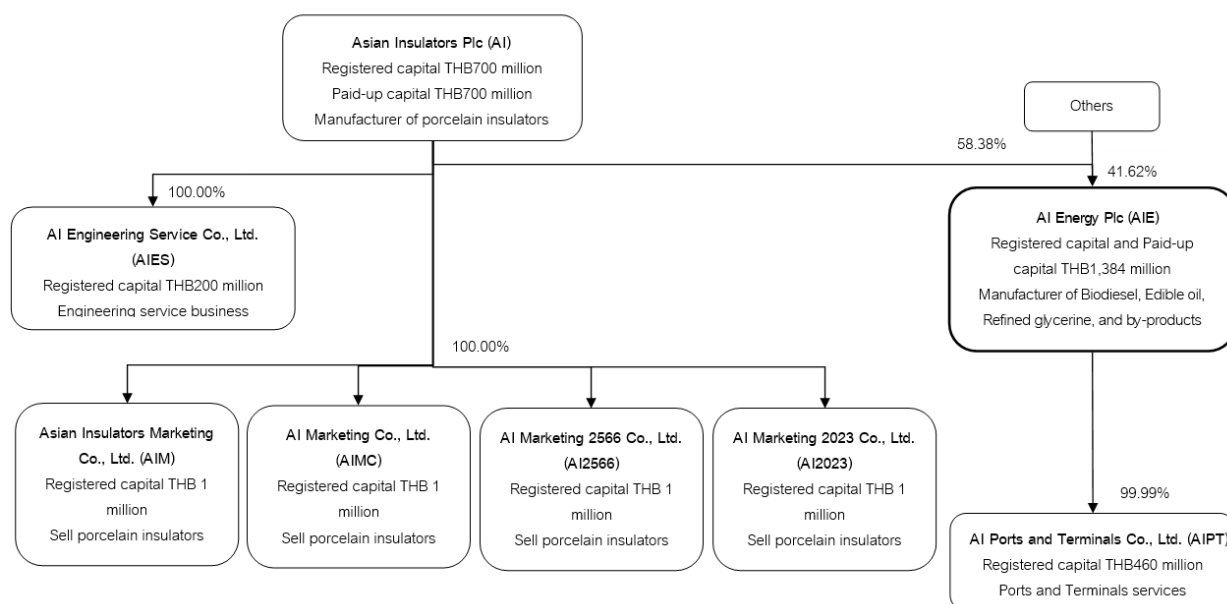 Asian Insulators Plc (AI)
Registered capital THB700 million
Paid-up capital THB700 million
Manufacturer of porcelain insulators
Others
58.38%
41.62%
100.00%
AI Engineering Service Co., Ltd.
(AIES)
Registered capital THB200 million
Engineering service business
AI Energy Plc (AIE)
Registered capital and Paid-up
capital THB1,384 million
Manufacturer of Biodiesel, Edible oil,
Refined glycerine, and by-products
100.00%
Asian Insulators Marketing
Co., Ltd. (AIM)
Registered capital THB 1
million
Sell porcelain insulators
AI Marketing Co., Ltd.
(AIMC)
Registered capital THB 1
million
Sell porcelain insulators
AI Marketing 2566 Co., Ltd.
(AI2566)
Registered capital THB 1
million
Sell porcelain insulators
AI Marketing 2023 Co., Ltd.
(AI2023)
Registered capital THB 1
million
Sell porcelain insulators
99.99%
AI Ports and Terminals Co., Ltd. (AIPT)
Registered capital THB460 million
Ports and Terminals services